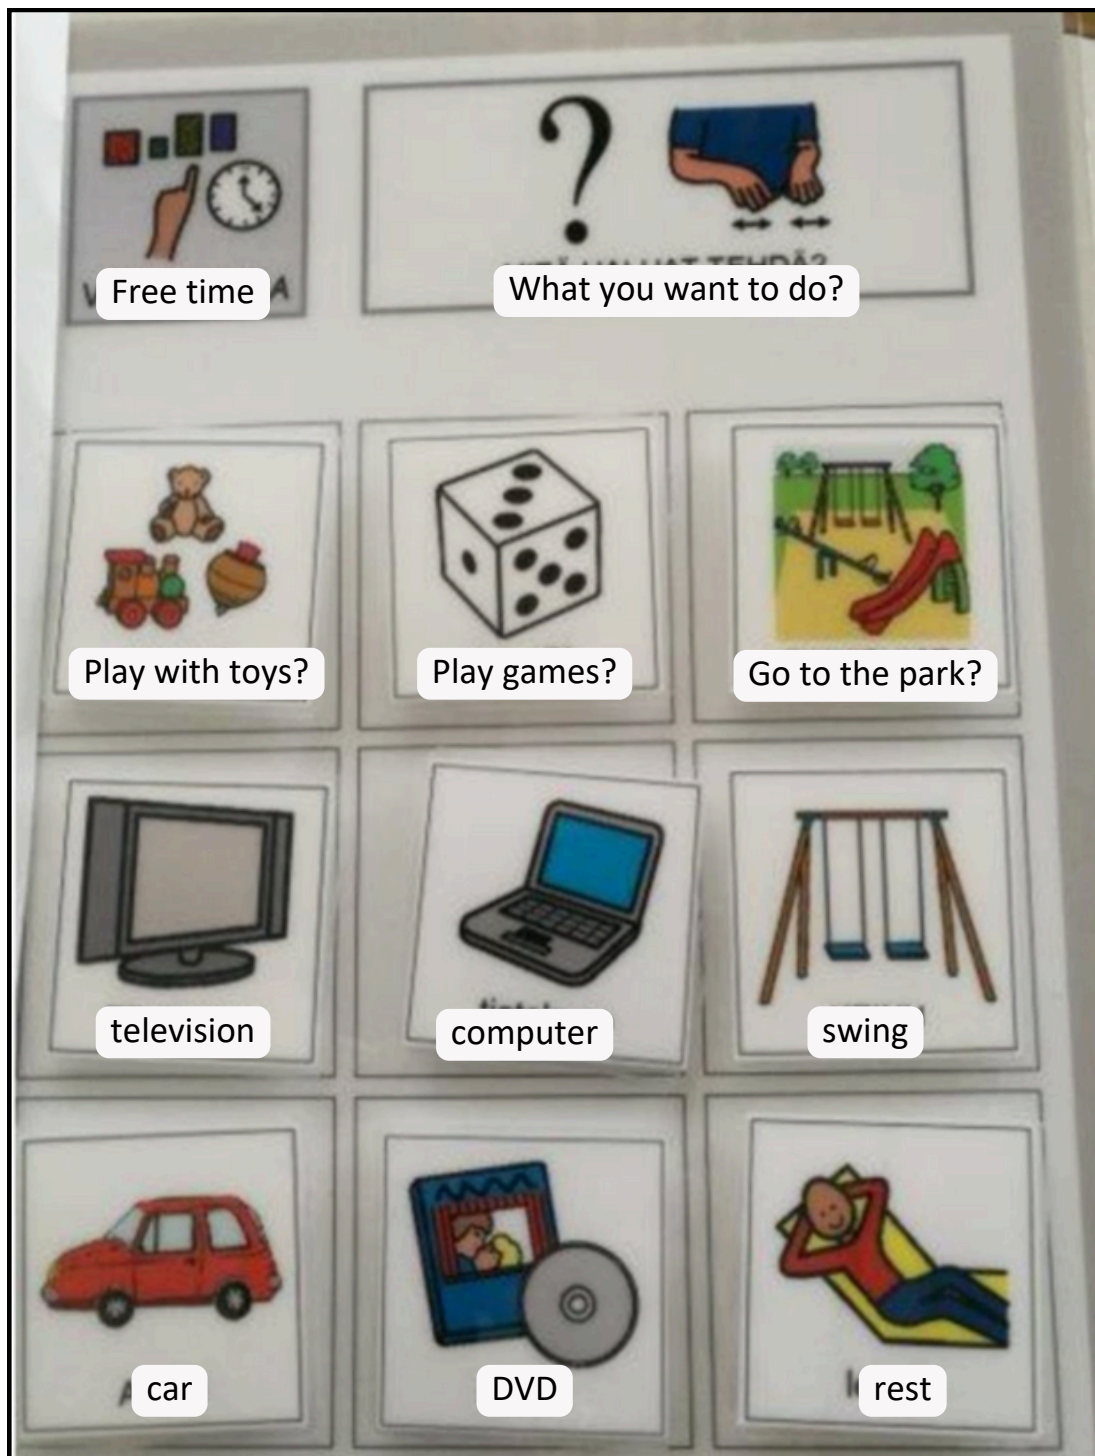 Free time
What you want to do?
Play with toys?
Play games?
Go to the park?
television
computer
swing
car
DVD
rest